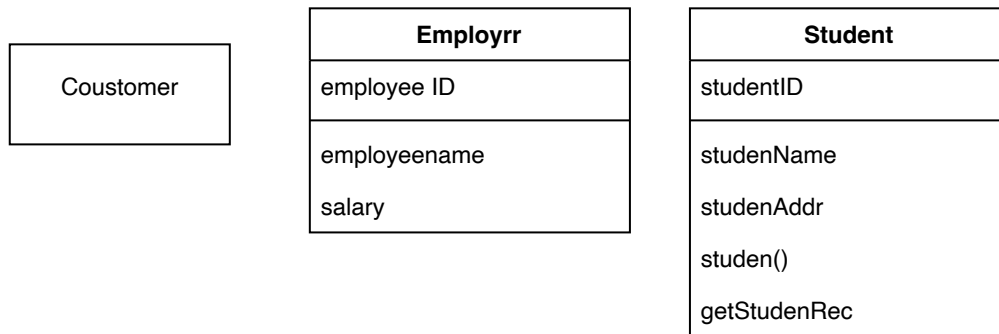 Coustomer
Employrr
employee ID
employeename
salary
Student
studentID
studenName
studenAddr
studen()
getStudenRec